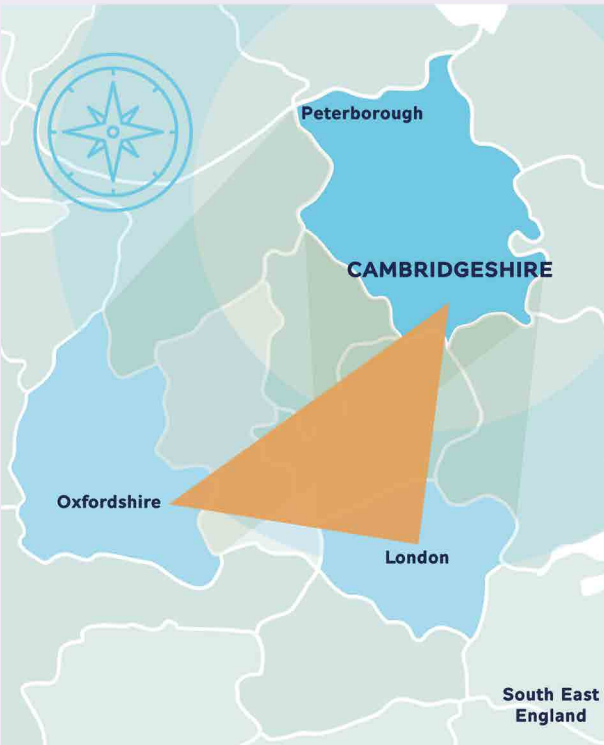 Peterborough
CAMBRIDGESHIRE
Oxfordshire
London
South East
England